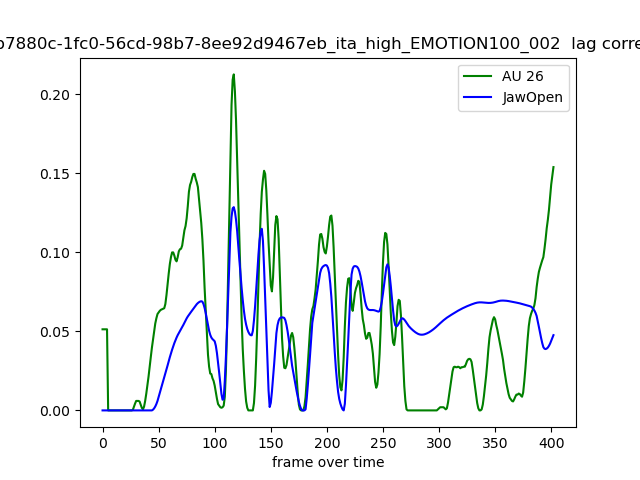 b7880c-1fc0-56cd-98b7-8ee92d9467eb_ita_high_EMOTION100_002 lag corre
AU 26
JawOpen
0.20
0.15
0.10
0.05
0.00
0 50 100 150 200 250 300 350 400
frame over time